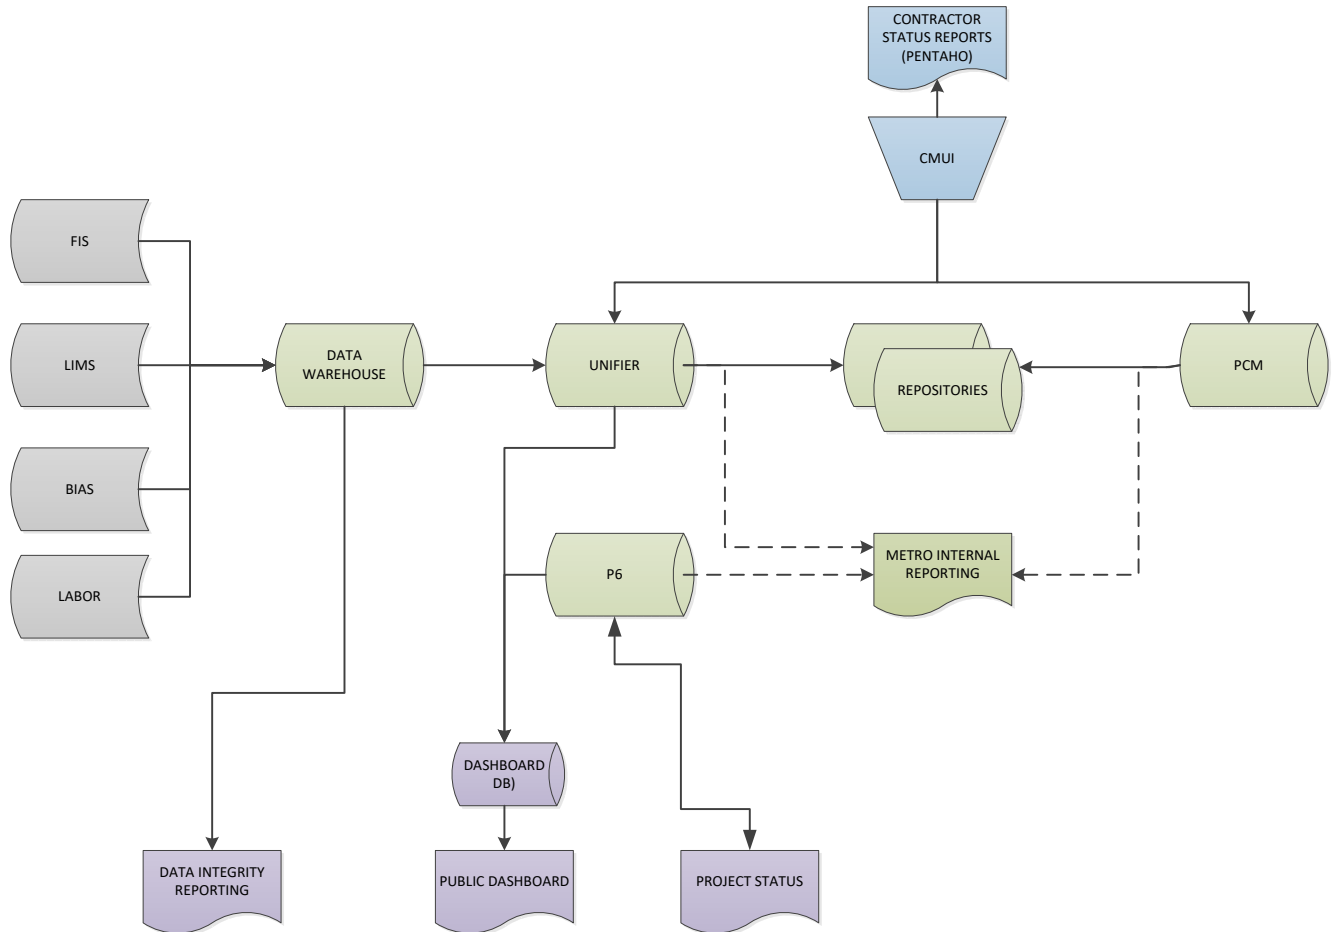 CONTRACTOR
STATUS REPORTS
(PENTAHO)
CMUI
FIS
LIMS
DATA
WAREHOUSE
UNIFIER
REPOSITORIES
PCM
BIAS
LABOR
P6
METRO INTERNAL
REPORTING
DASHBOARD
DB)
DATA INTEGRITY
REPORTING
PUBLIC DASHBOARD
PROJECT STATUS